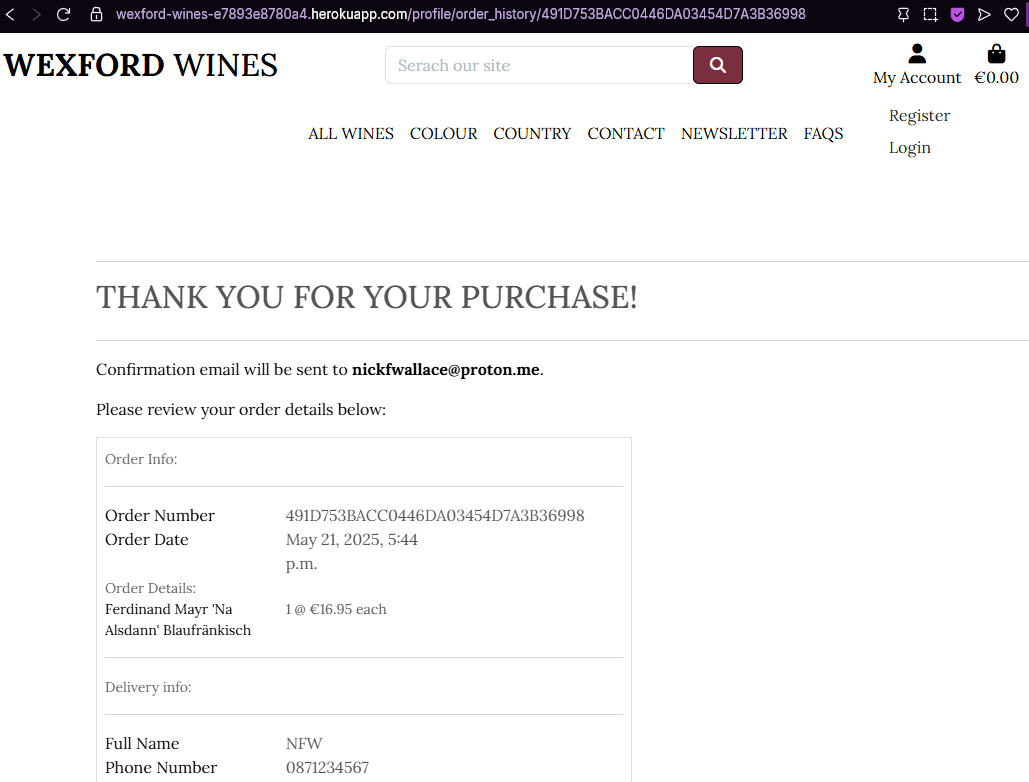 wexford-wines-e7893e8780a4.herokuapp.com/profile/order_history/491D753BACC0446DA03454D7A3B36998
WEXFORD WINES
Serach our site
My Account €0.00
Register
Login
ALL WINES COLOUR COUNTRY CONTACT NEWSLETTER FAQS
THANK YOU FOR YOUR PURCHASE!
Confirmation email will be sent to nickfwallace@proton.me.
Please review your order details below:
Order Info:
Order Number 491D753BACC0446DA03454D7A3B36998
Order Date May 21, 2025, 5:44
p.m.
Order Details:
Ferdinand Mayr 'Na 1 @ €16.95 each
Alsdann' Blaufränkisch
Delivery info:
Full Name NFW
Phone Number 0871234567